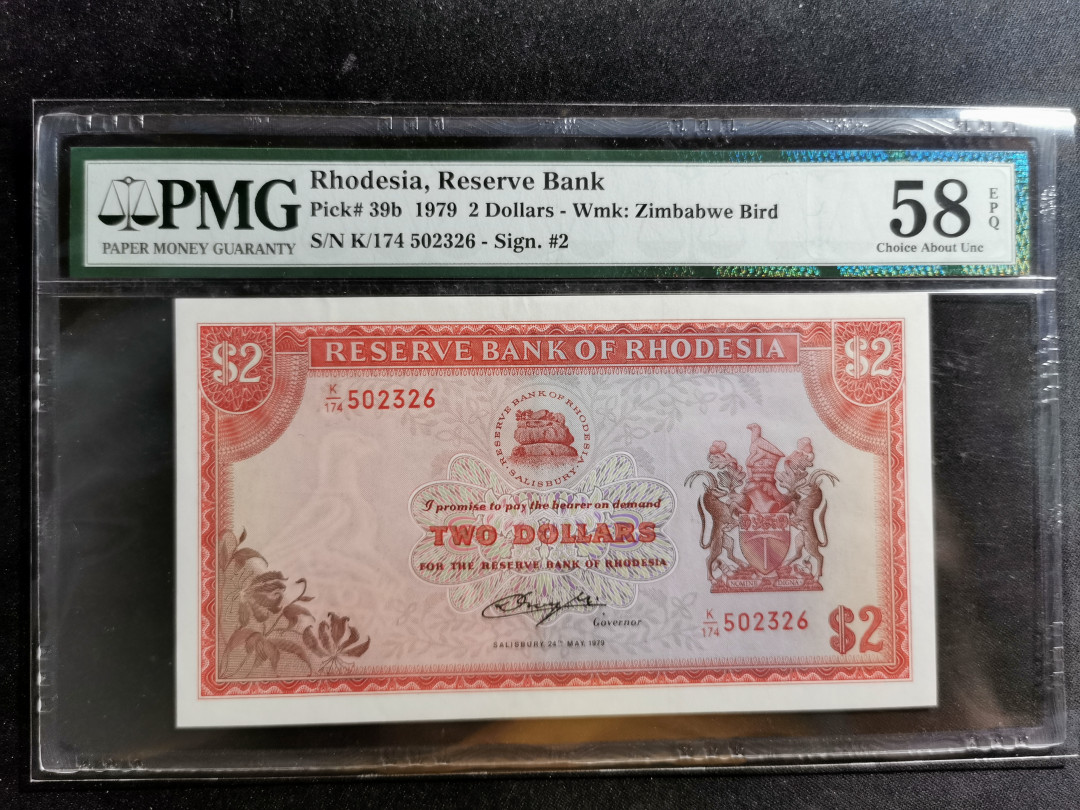 PMG
PAPER MONEY GUARANTY
Rhodesia, Reserve Bank
Pick# 39b 1979 2 Dollars - Wmk: Zimbabwe Bird
S/N K/174 502326 - Sign. #2
58
EPQ
Choice About Unc
$2
RESERVE BANK OF RHODESIA
$2
K/174 502326
RESERVE BANK OF RHODESIA
SALISBURY
I promise to pay the bearer on demand
TWO DOLLARS
FOR THE RESERVE BANK OF RHODESIA
Governor
SALISBURY 24TH MAY 1979
K/174 502326
$2